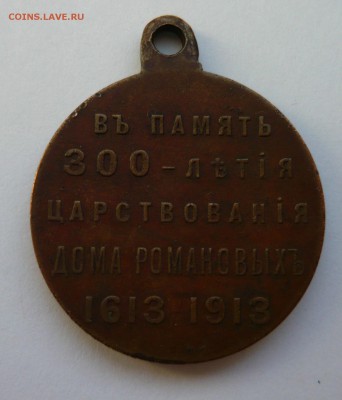 COINS.LAVE.RU
ВЪ ПАМЯТЬ
300-ЛѢТІЯ
ЦАРСТВОВАНІЯ
ДОМА РОМАНОВЫХЪ
1613 1913